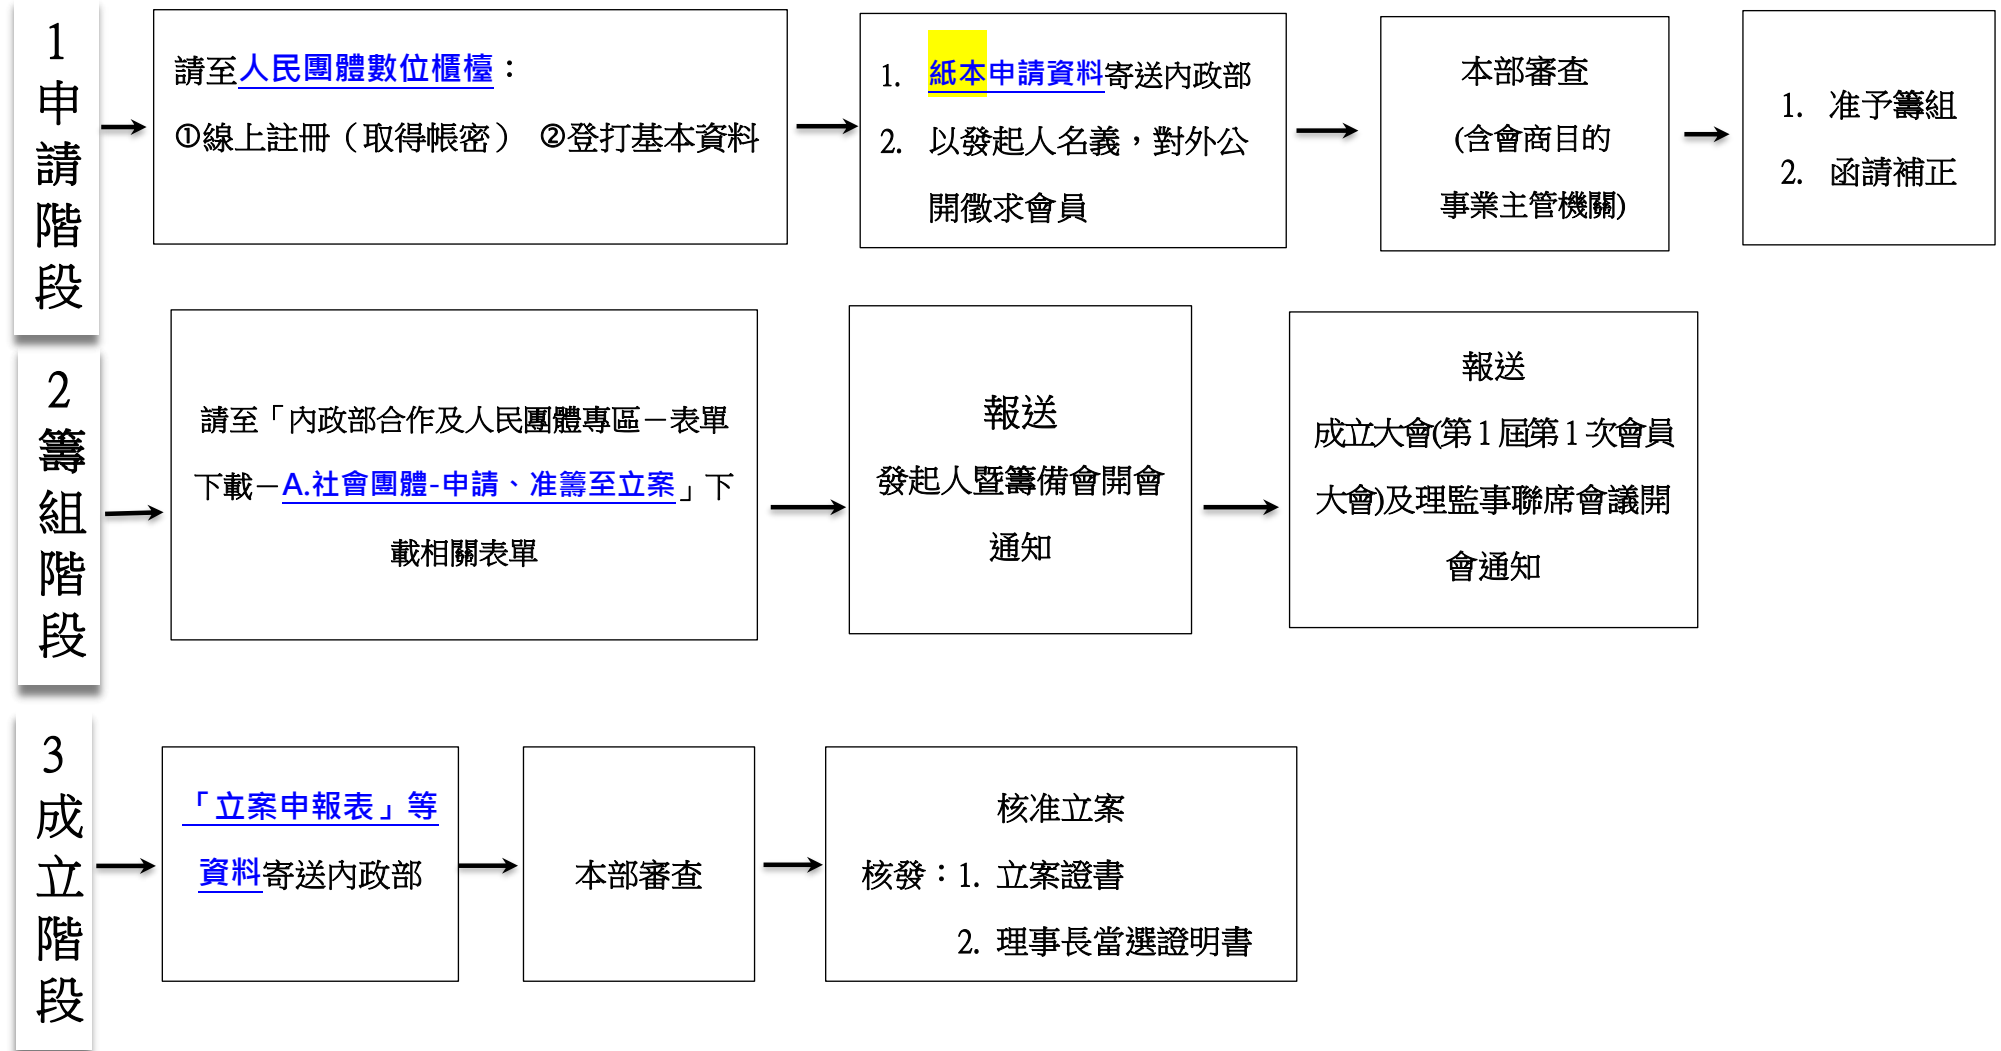 1
申
請
階
段
請至人民團體數位櫃檯：
①線上註冊（取得帳密） ②登打基本資料
1. 紙本申請資料寄送內政部
2. 以發起人名義，對外公
開徵求會員
本部審查
(含會商目的
事業主管機關)
1. 准予籌組
2. 函請補正
2
籌
組
階
段
請至「內政部合作及人民團體專區－表單
下載－A.社會團體-申請、准籌至立案」下
載相關表單
報送
發起人暨籌備會開會
通知
報送
成立大會(第1屆第1次會員
大會)及理監事聯席會議開
會通知
3
成
立
階
段
「立案申報表」等
資料寄送內政部
本部審查
核准立案
核發：1. 立案證書
2. 理事長當選證明書